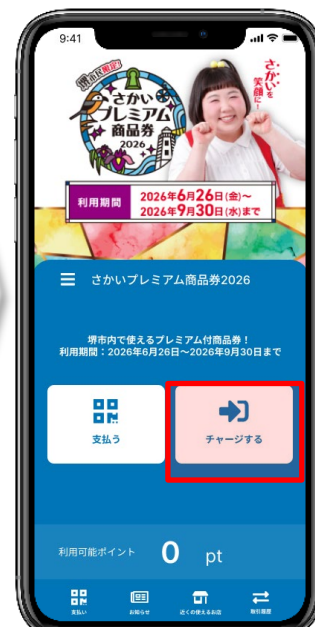 9:41
堺市民限定!
さかい
プレミアム
商品券
2026
さかいを
笑顔に!
利用期間
2026年6月26日(金)～
2026年9月30日(水)まで
さかいプレミアム商品券2026
堺市内で使えるプレミアム付商品券！
利用期間：2026年6月26日～2026年9月30日まで
支払う
チャージする
利用可能ポイント 0 pt
支払い
お知らせ
近くの使えるお店
取引履歴